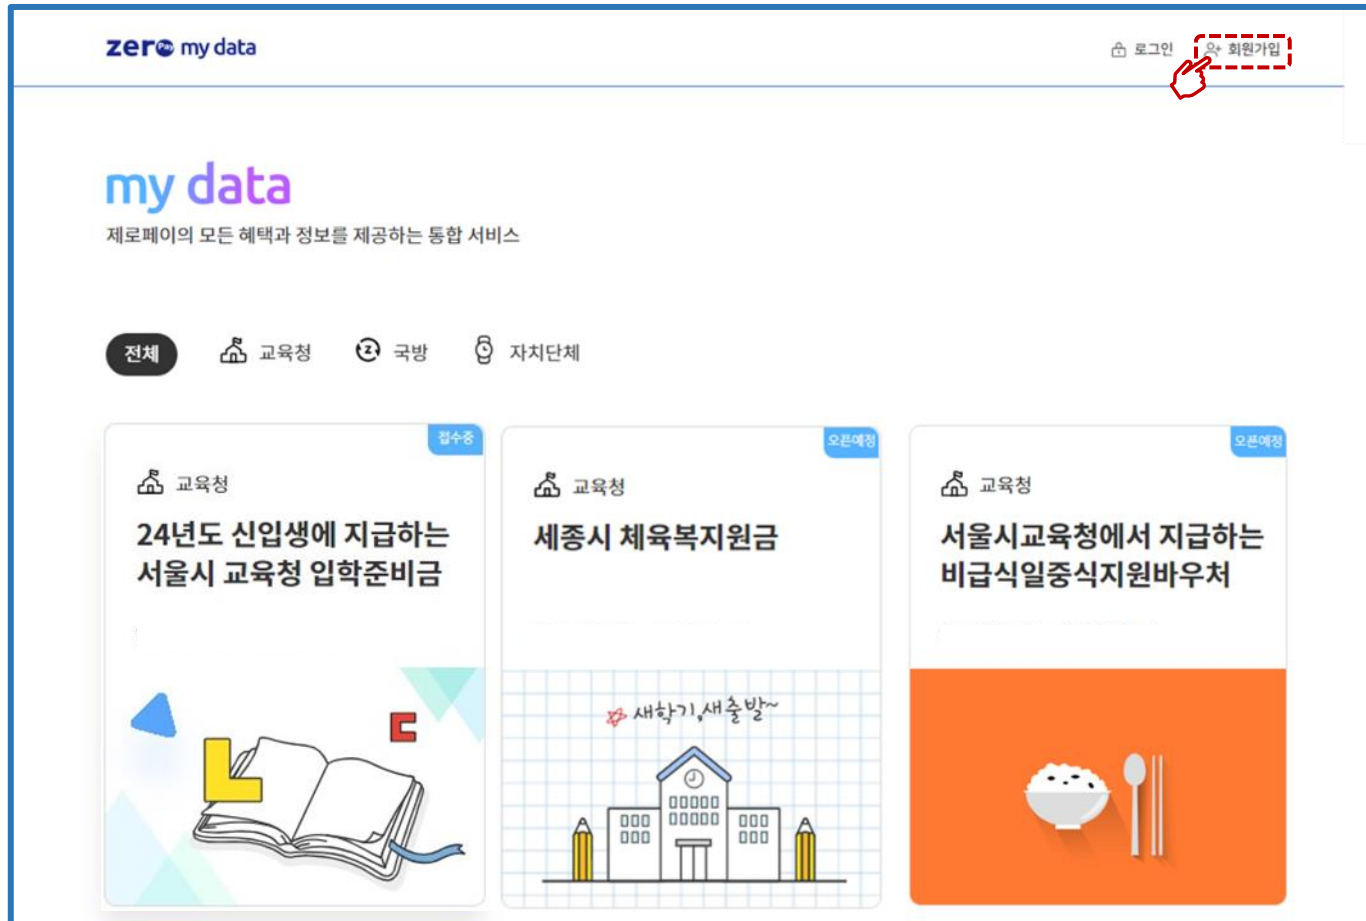 zero Pay my data
로그인
회원가입
my data
제로페이의 모든 혜택과 정보를 제공하는 통합 서비스
전체
교육청
국방
자치단체
접수중
교육청
24년도 신입생에 지급하는
서울시 교육청 입학준비금
오픈예정
교육청
세종시 체육복지원금
새학기,새출발~
오픈예정
교육청
서울시교육청에서 지급하는
비급식일중식지원바우처